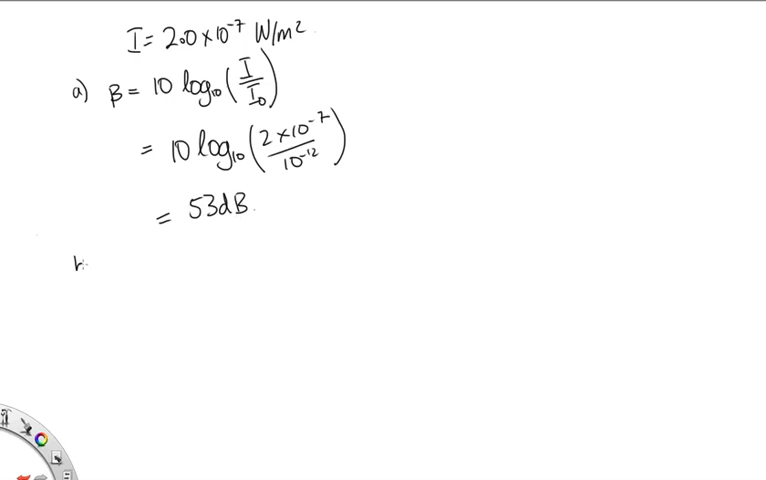 I = 2.0 × 10⁻⁷ W/m²
a) β = 10 log₁₀ (I/I₀)
= 10 log₁₀ (2 × 10⁻⁷ / 10⁻¹²)
= 53dB.